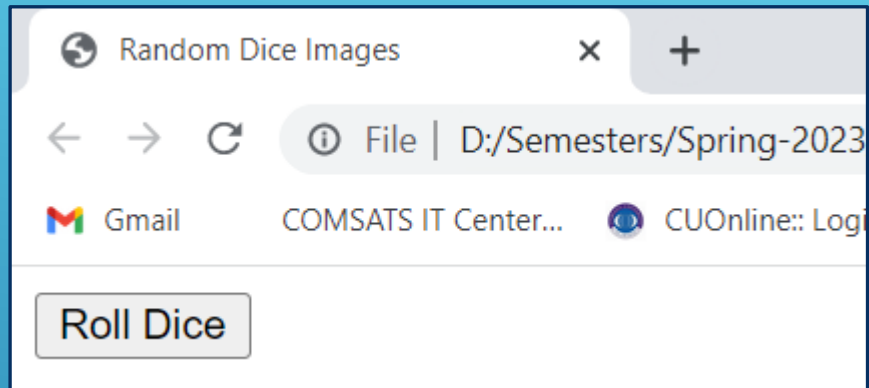 Random Dice Images
File | D:/Semesters/Spring-2023
Gmail COMSATS IT Center... CUOnline:: Logi
Roll Dice